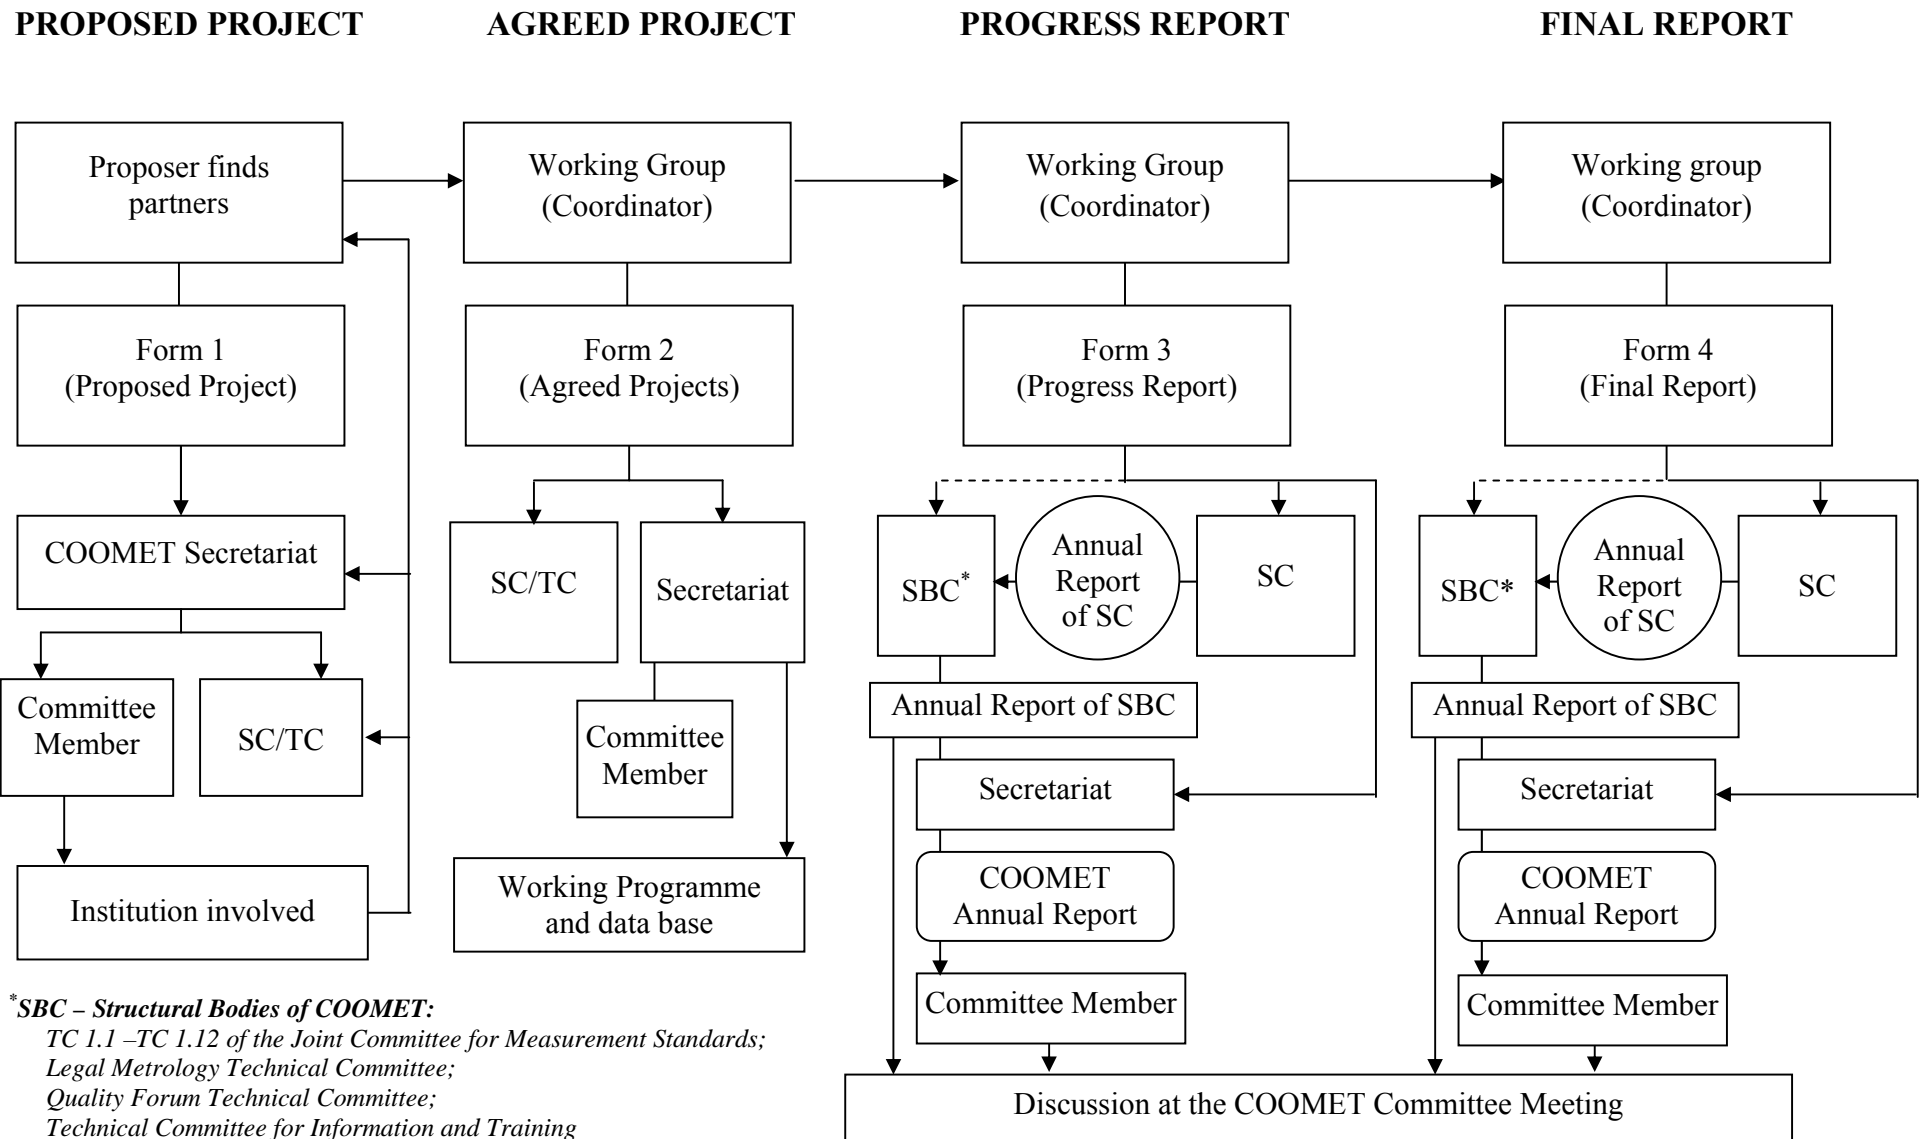 PROPOSED PROJECT
AGREED PROJECT
PROGRESS REPORT
FINAL REPORT
Proposer finds
partners
Form 1
(Proposed Project)
COOMET Secretariat
Committee
Member
SC/TC
Institution involved
Working Group
(Coordinator)
Form 2
(Agreed Projects)
SC/TC
Secretariat
Committee
Member
Working Programme
and data base
Working Group
(Coordinator)
Form 3
(Progress Report)
SBC*
Annual
Report
of SC
SC
Annual Report of SBC
Secretariat
COOMET
Annual Report
Committee Member
Working group
(Coordinator)
Form 4
(Final Report)
SBC*
Annual
Report
of SC
SC
Annual Report of SBC
Secretariat
COOMET
Annual Report
Committee Member
Discussion at the COOMET Committee Meeting
*SBC – Structural Bodies of COOMET:
TC 1.1 –TC 1.12 of the Joint Committee for Measurement Standards;
Legal Metrology Technical Committee;
Quality Forum Technical Committee;
Technical Committee for Information and Training